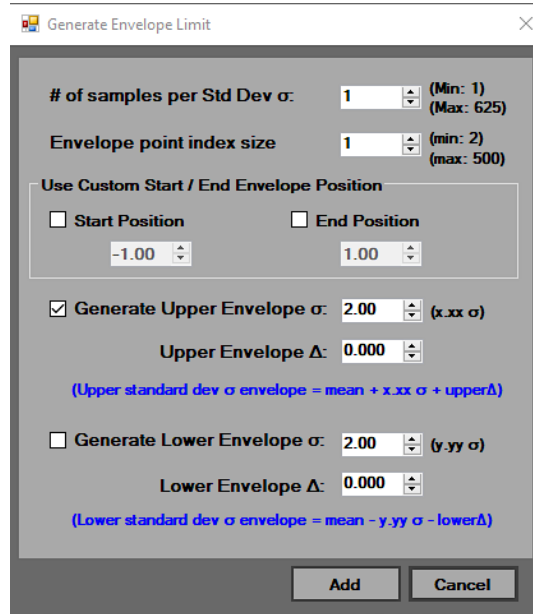 Generate Envelope Limit
# of samples per Std Dev σ: 1 (Min: 1) (Max: 625)
Envelope point index size 1 (min: 2) (max: 500)
Use Custom Start / End Envelope Position
Start Position End Position
-1.00 1.00
Generate Upper Envelope σ: 2.00 (x.xx σ)
Upper Envelope Δ: 0.000
(Upper standard dev σ envelope = mean + x.xx σ + upperΔ)
Generate Lower Envelope σ: 2.00 (y.yy σ)
Lower Envelope Δ: 0.000
(Lower standard dev σ envelope = mean - y.yy σ - lowerΔ)
Add Cancel